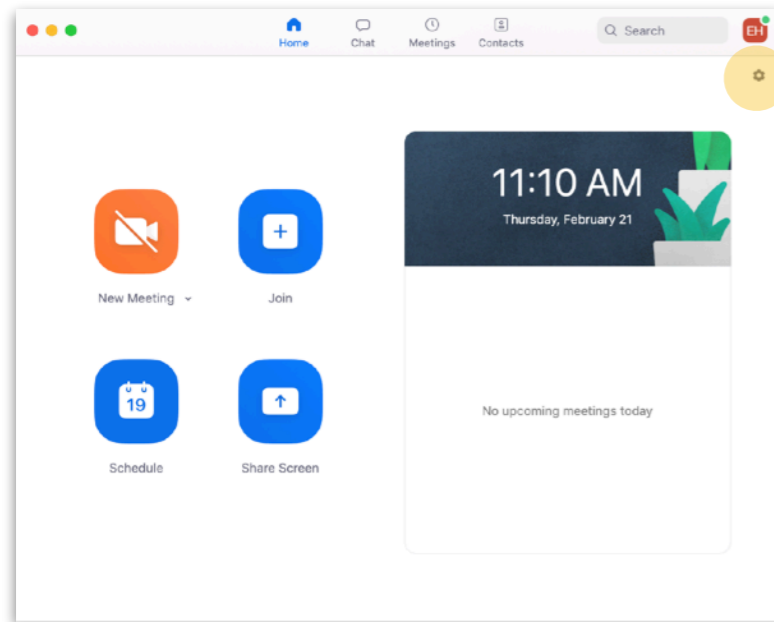 Home
Chat
Meetings
Contacts
Search
EH
11:10 AM
Thursday, February 21
New Meeting
Join
19
Schedule
Share Screen
No upcoming meetings today